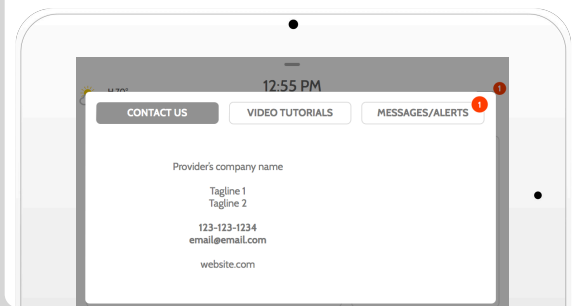 H 70°
12:55 PM
1
CONTACT US
VIDEO TUTORIALS
MESSAGES/ALERTS
1
Provider's company name
Tagline 1
Tagline 2
123-123-1234
email@email.com
website.com